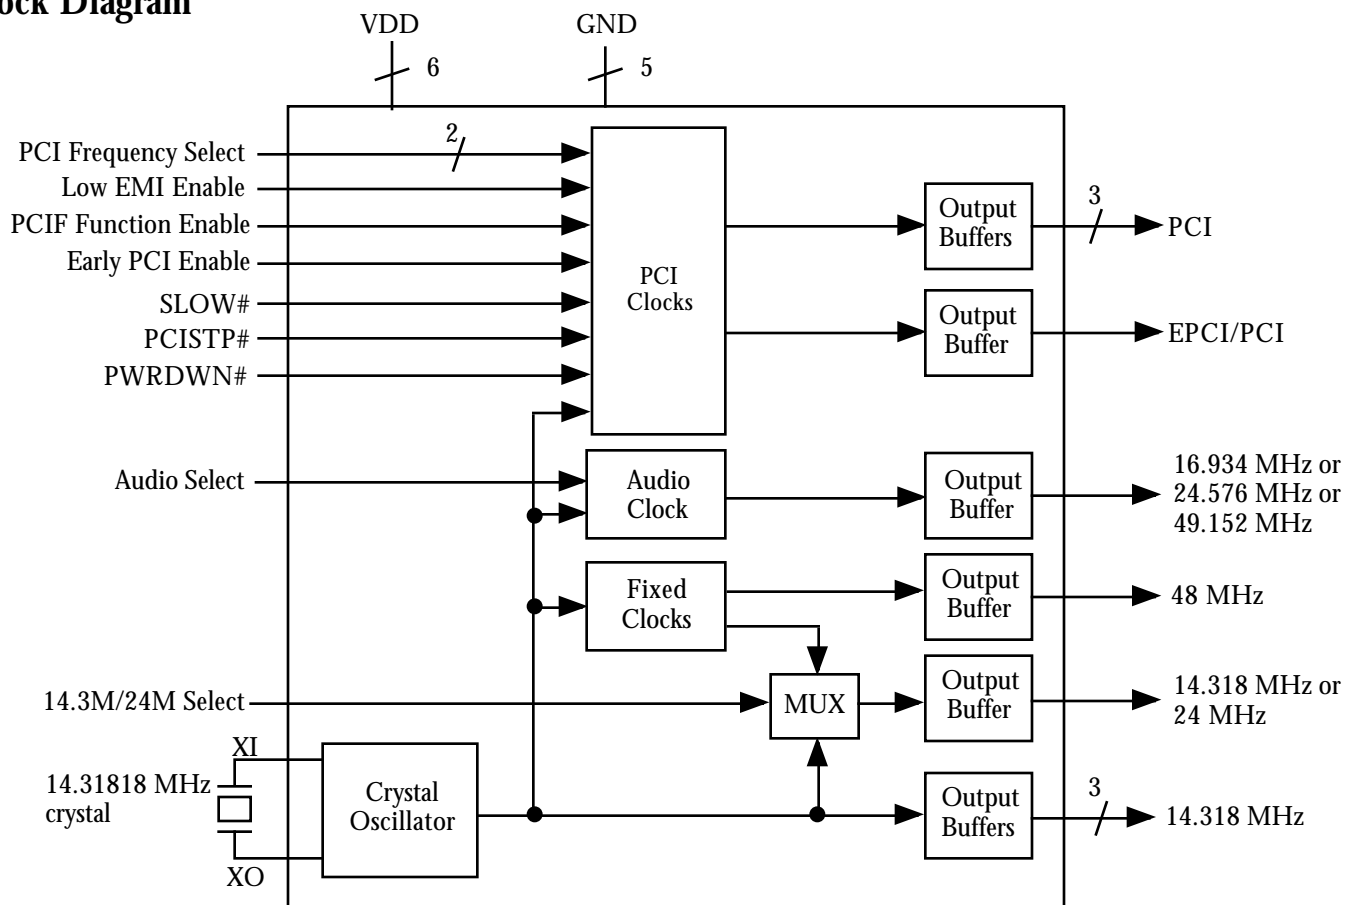 Diagram
VDD
GND
6
5
2
PCI Frequency Select
Low EMI Enable
PCIF Function Enable
Early PCI Enable
SLOW#
PCISTP#
PWRDWN#
PCI
Clocks
Output
Buffers
3
PCI
Output
Buffer
EPCI/PCI
Audio Select
Audio
Clock
Output
Buffer
16.934 MHz or
24.576 MHz or
49.152 MHz
Fixed
Clocks
Output
Buffer
48 MHz
14.3M/24M Select
MUX
Output
Buffer
14.318 MHz or
24 MHz
XI
14.31818 MHz
crystal
XO
Crystal
Oscillator
Output
Buffers
3
14.318 MHz